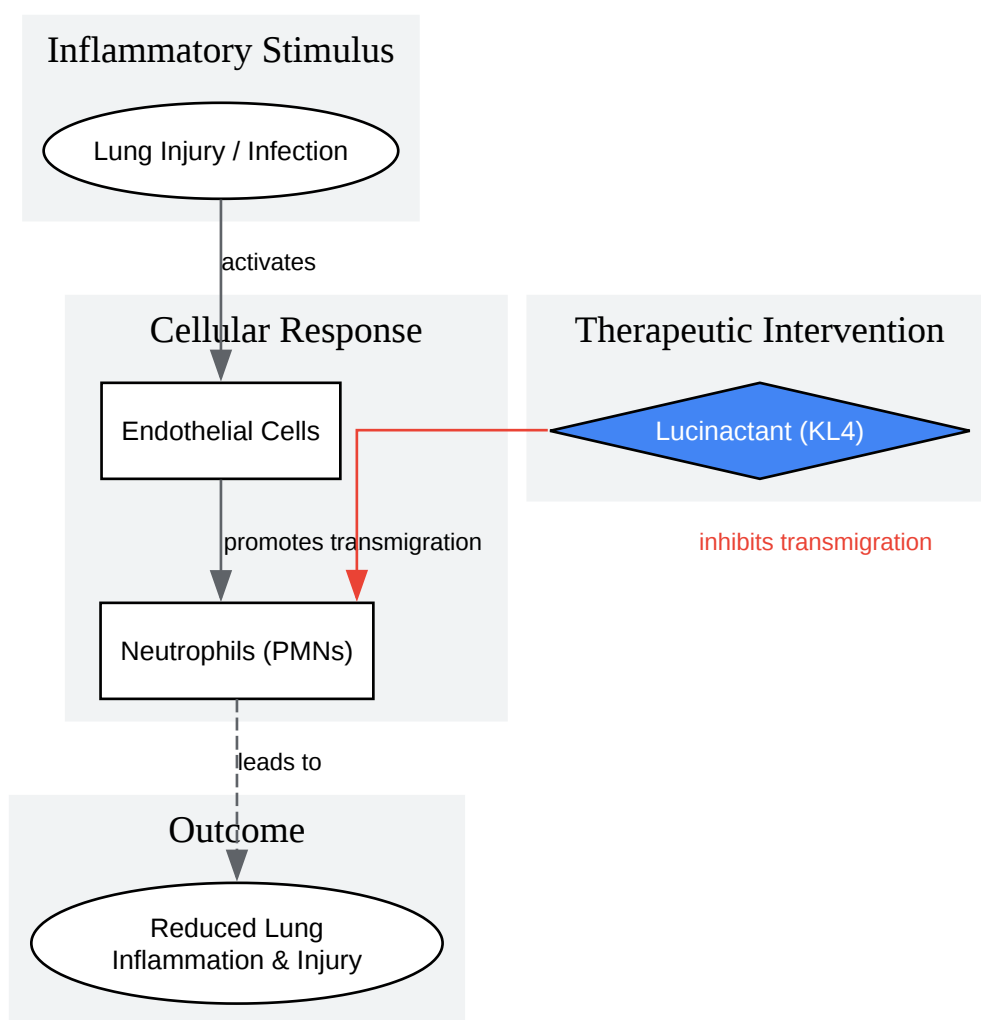 Inflammatory Stimulus
Lung Injury / Infection
activates
Cellular Response
Therapeutic Intervention
Endothelial Cells
Lucinactant (KL4)
promotes transmigration
inhibits transmigration
Neutrophils (PMNs)
leads to
Outcome
Reduced Lung
Inflammation & Injury